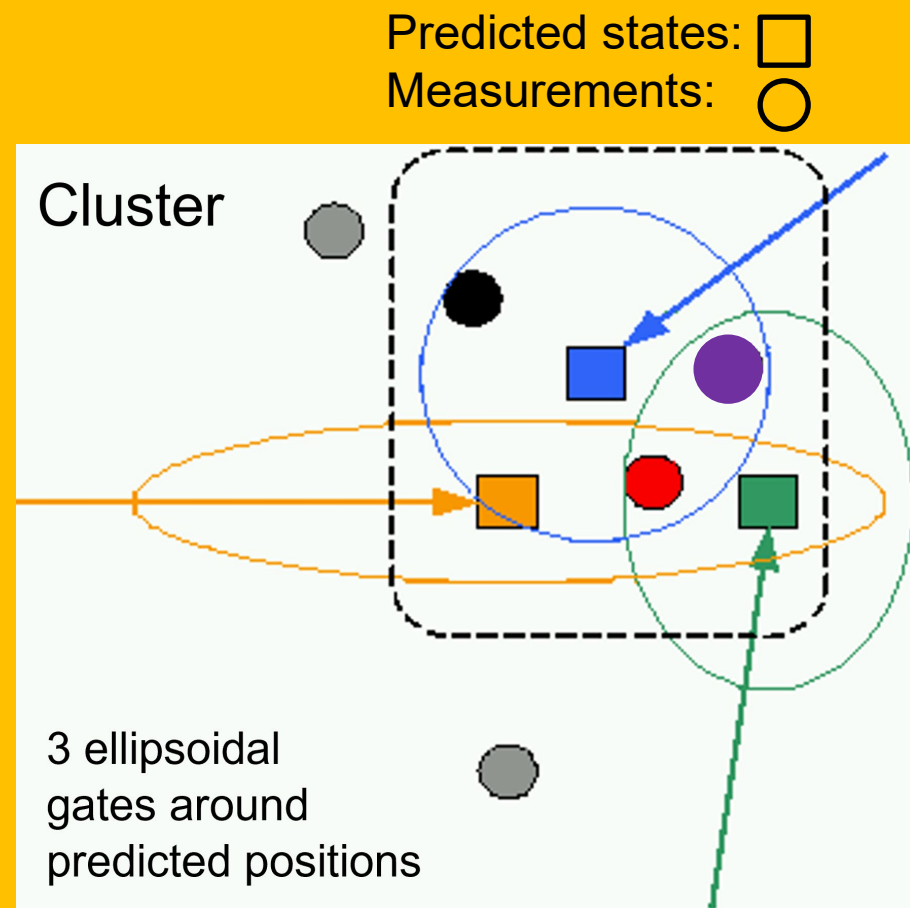 Predicted states:
Measurements:
Cluster
3 ellipsoidal
gates around
predicted positions